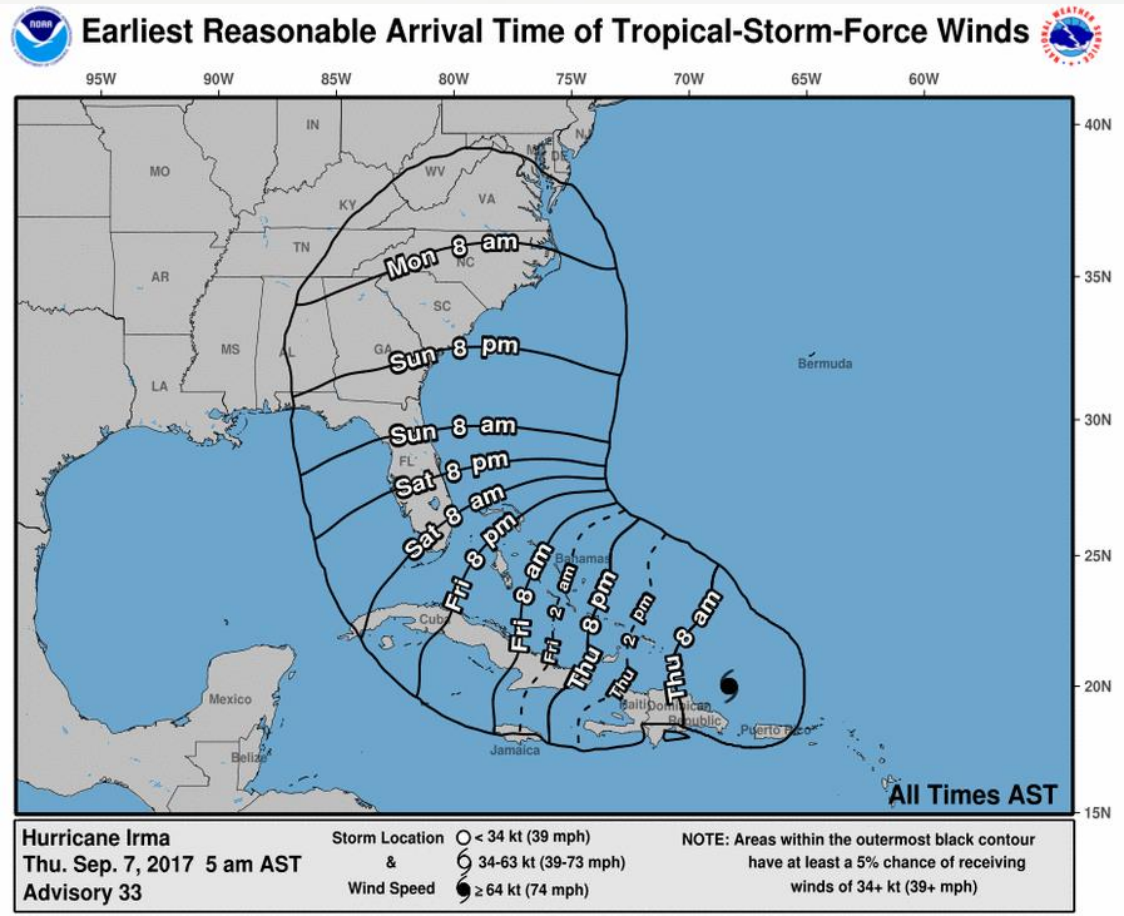 NOAA
Earliest Reasonable Arrival Time of Tropical-Storm-Force Winds
NATIONAL WEATHER SERVICE
95W 90W 85W 80W 75W 70W 65W 60W
40N
35N
30N
25N
20N
15N
IN
NJ
DE
MO
WV
KY
VA
TN
NC
AR
SC
MS
AL
GA
LA
FL
Bermuda
Mon 8 am
Sun 8 pm
Sun 8 am
Sat 8 pm
Sat 8 am
Fri 8 pm
Fri 8 am
Fri 2 am
Thu 8 pm
Thu 2 pm
Thu 8 am
Bahamas
Cuba
Mexico
Belize
Jamaica
Haiti
Dominican
Republic
Puerto Rico
All Times AST
Hurricane Irma
Thu. Sep. 7, 2017 5 am AST
Advisory 33
Storm Location
&
Wind Speed
< 34 kt (39 mph)
34-63 kt (39-73 mph)
≥ 64 kt (74 mph)
NOTE: Areas within the outermost black contour
have at least a 5% chance of receiving
winds of 34+ kt (39+ mph)